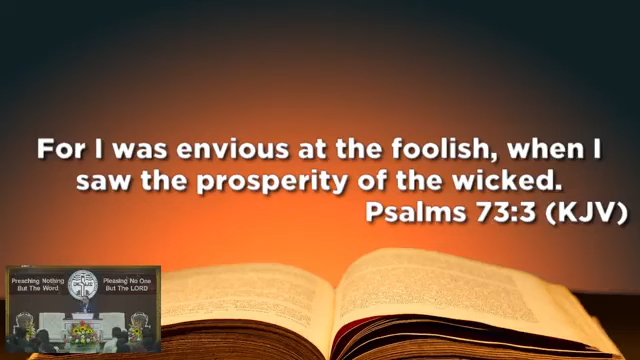 For I was envious at the foolish, when I
saw the prosperity of the wicked.
Psalms 73:3 (KJV)
Preaching Nothing
But The Word
Pleasing No One
But The LORD